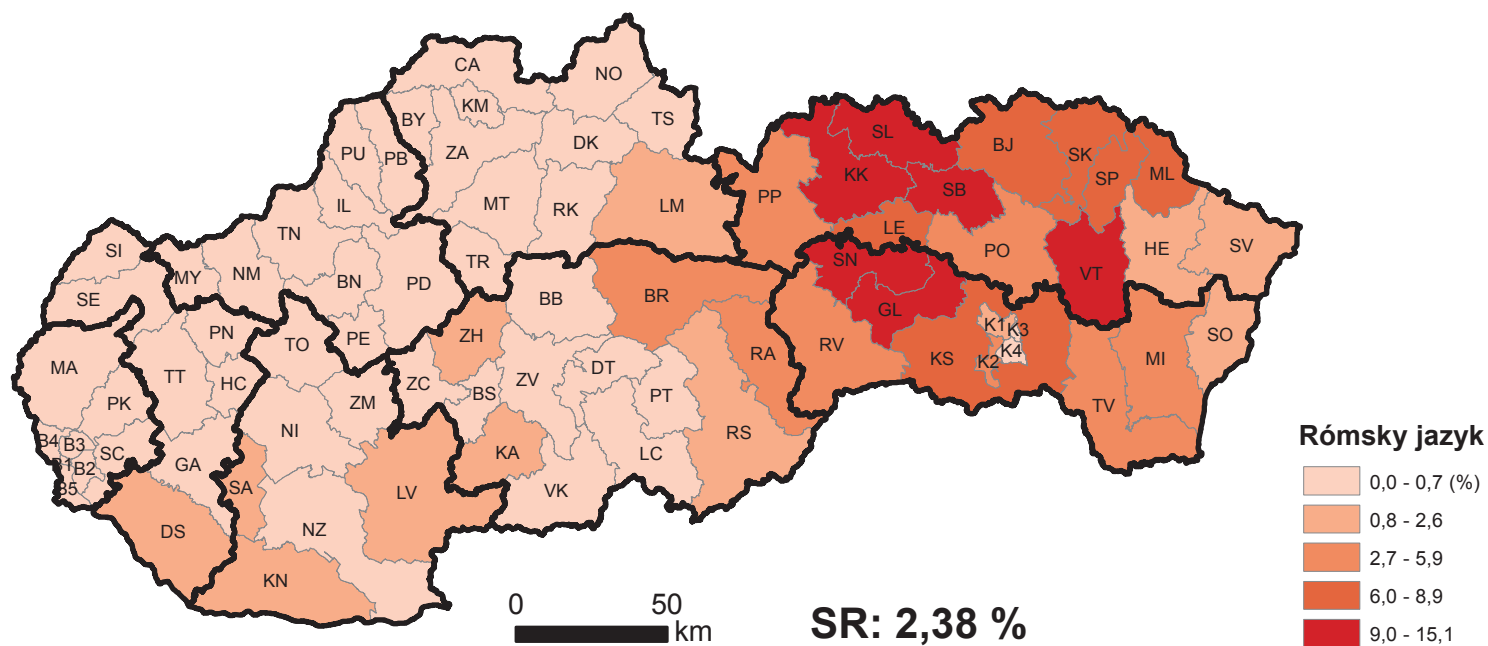 CA
NO
KM
BY
TS
PU
PB
ZA
DK
SL
BJ
SK
SP
ML
KK
SB
PP
IL
MT
RK
LM
LE
TN
PO
HE
SV
SI
MY
NM
BN
PD
TR
SN
VT
SE
BB
BR
GL
PN
PE
ZH
K1
K3
SO
TO
RV
KS
K2
K4
MI
MA
TT
HC
ZC
BS
ZV
DT
RA
PK
ZM
PT
TV
NI
RS
B4
B3
SC
GA
KA
LC
B1
B2
B5
SA
LV
VK
DS
NZ
KN
Rómsky jazyk
0,0 - 0,7 (%)
0,8 - 2,6
2,7 - 5,9
6,0 - 8,9
9,0 - 15,1
0 50
km
SR: 2,38 %